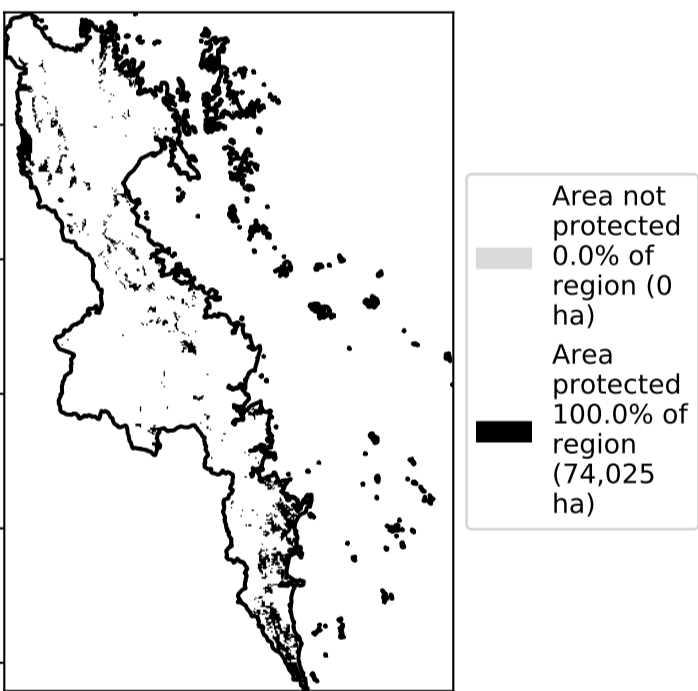 Area not
protected
0.0% of
region (0
ha)
Area
protected
100.0% of
region
(74,025
ha)